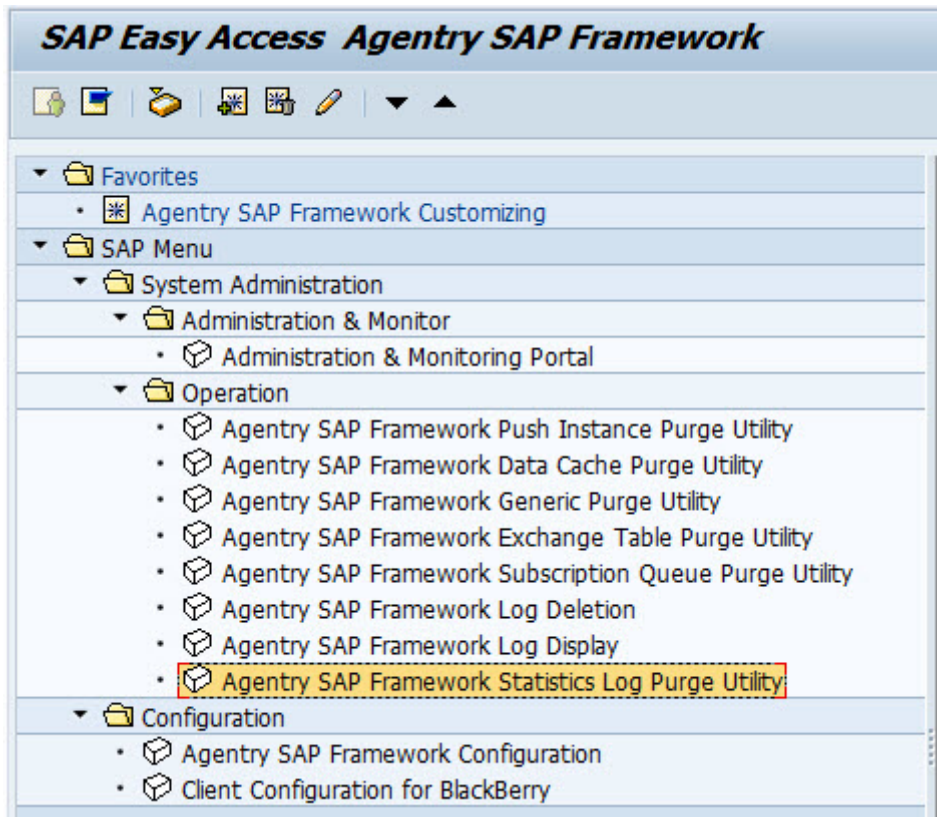 SAP Easy Access Agentry SAP Framework
Favorites
Agentry SAP Framework Customizing
SAP Menu
System Administration
Administration & Monitor
Administration & Monitoring Portal
Operation
Agentry SAP Framework Push Instance Purge Utility
Agentry SAP Framework Data Cache Purge Utility
Agentry SAP Framework Generic Purge Utility
Agentry SAP Framework Exchange Table Purge Utility
Agentry SAP Framework Subscription Queue Purge Utility
Agentry SAP Framework Log Deletion
Agentry SAP Framework Log Display
Agentry SAP Framework Statistics Log Purge Utility
Configuration
Agentry SAP Framework Configuration
Client Configuration for BlackBerry